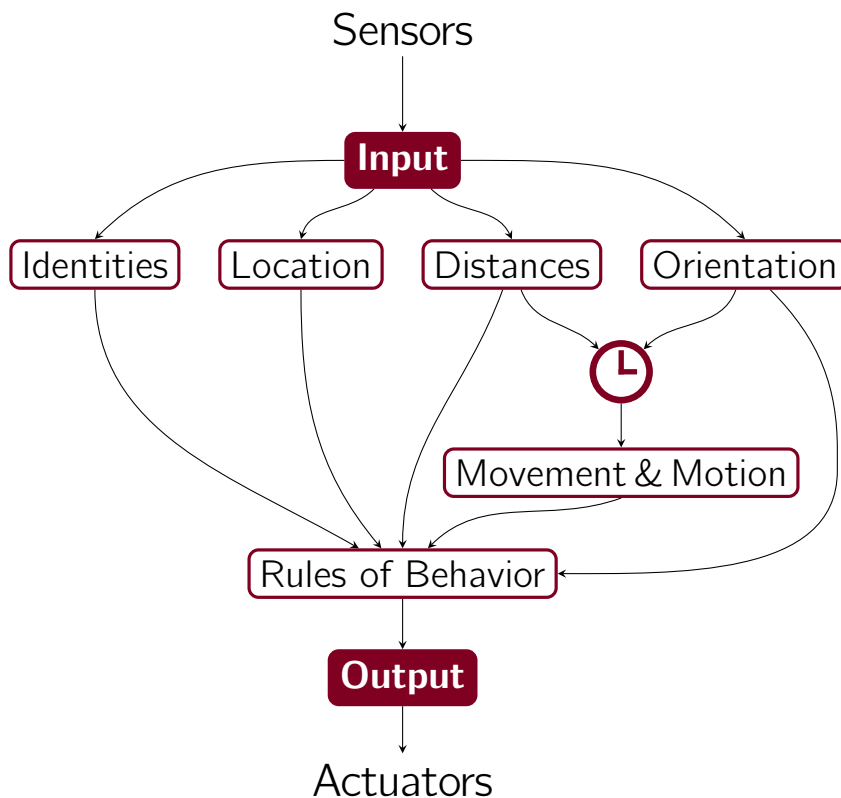 Sensors
Input
Identities
Location
Distances
Orientation
Movement & Motion
Rules of Behavior
Output
Actuators